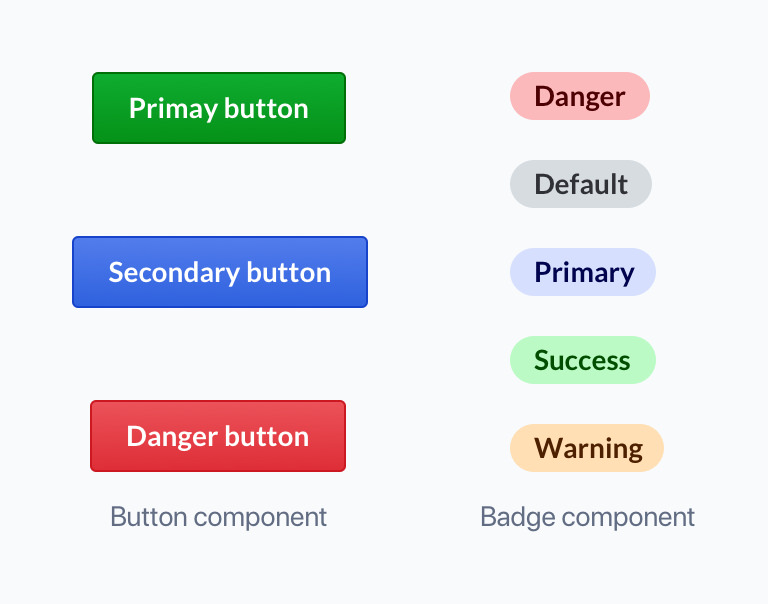 Primay button
Secondary button
Danger button
Button component
Danger
Default
Primary
Success
Warning
Badge component